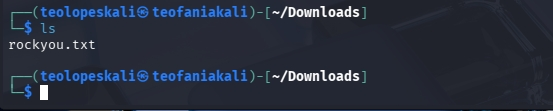 ┌──(teolopeskali㉿teofaniakali)-[~/Downloads]
└─$ ls
rockyou.txt
┌──(teolopeskali㉿teofaniakali)-[~/Downloads]
└─$